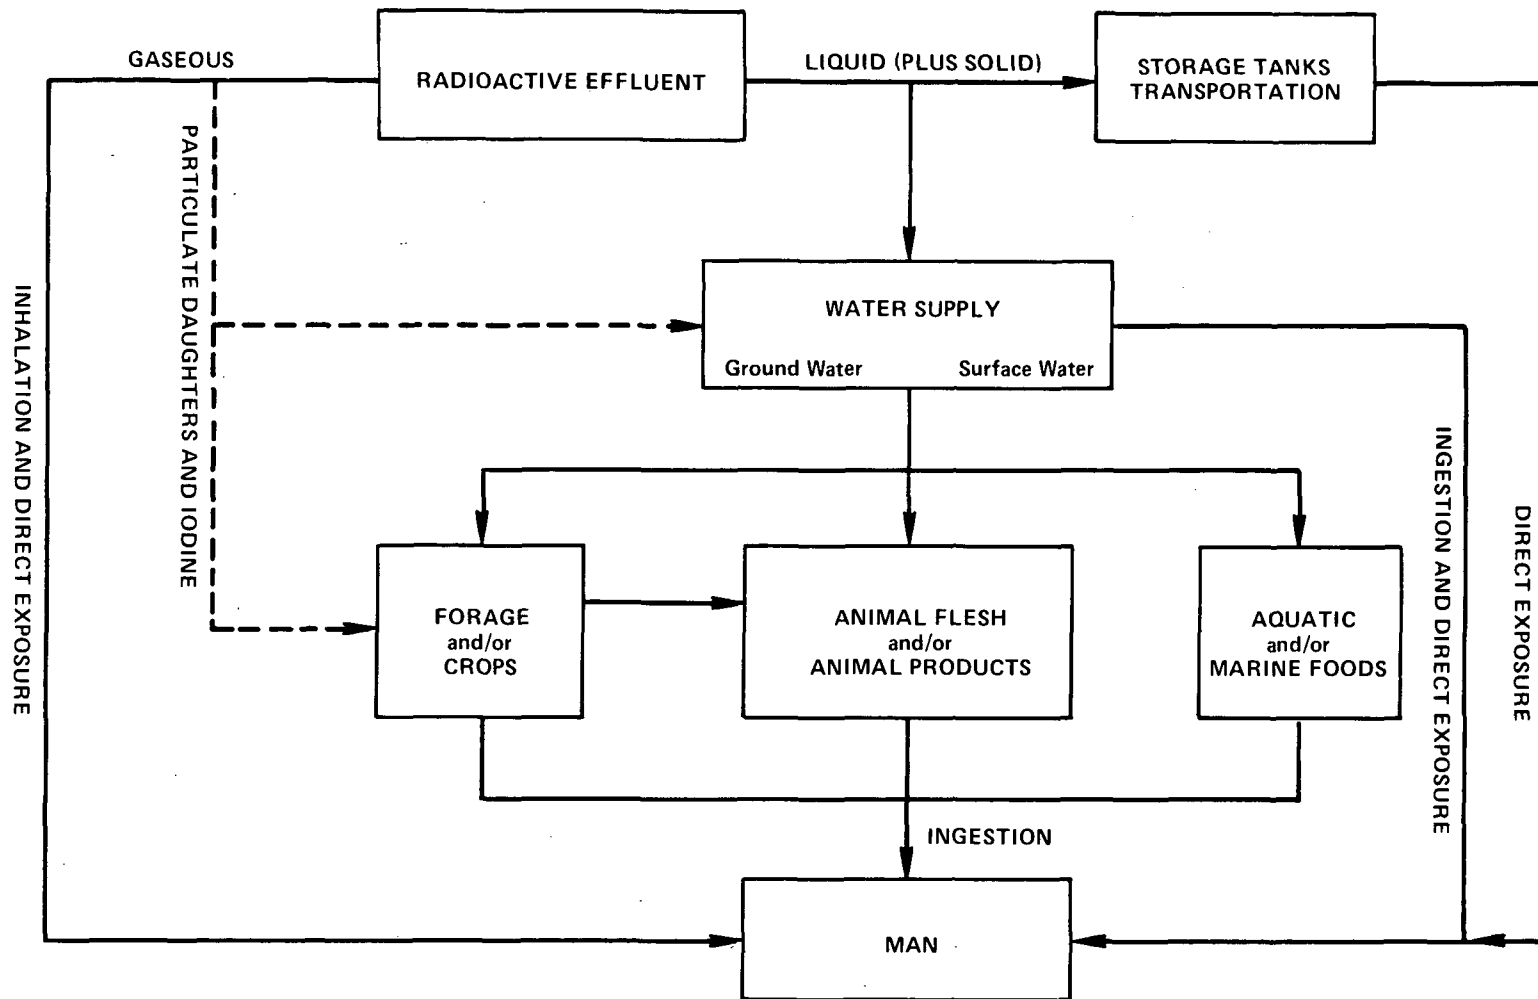 GASEOUS
RADIOACTIVE EFFLUENT
LIQUID (PLUS SOLID)
STORAGE TANKS
TRANSPORTATION
PARTICULATE DAUGHTERS AND IODINE
INHALATION AND DIRECT EXPOSURE
WATER SUPPLY
Ground Water
Surface Water
INGESTION AND DIRECT EXPOSURE
DIRECT EXPOSURE
FORAGE
and/or
CROPS
ANIMAL FLESH
and/or
ANIMAL PRODUCTS
AQUATIC
and/or
MARINE FOODS
INGESTION
MAN